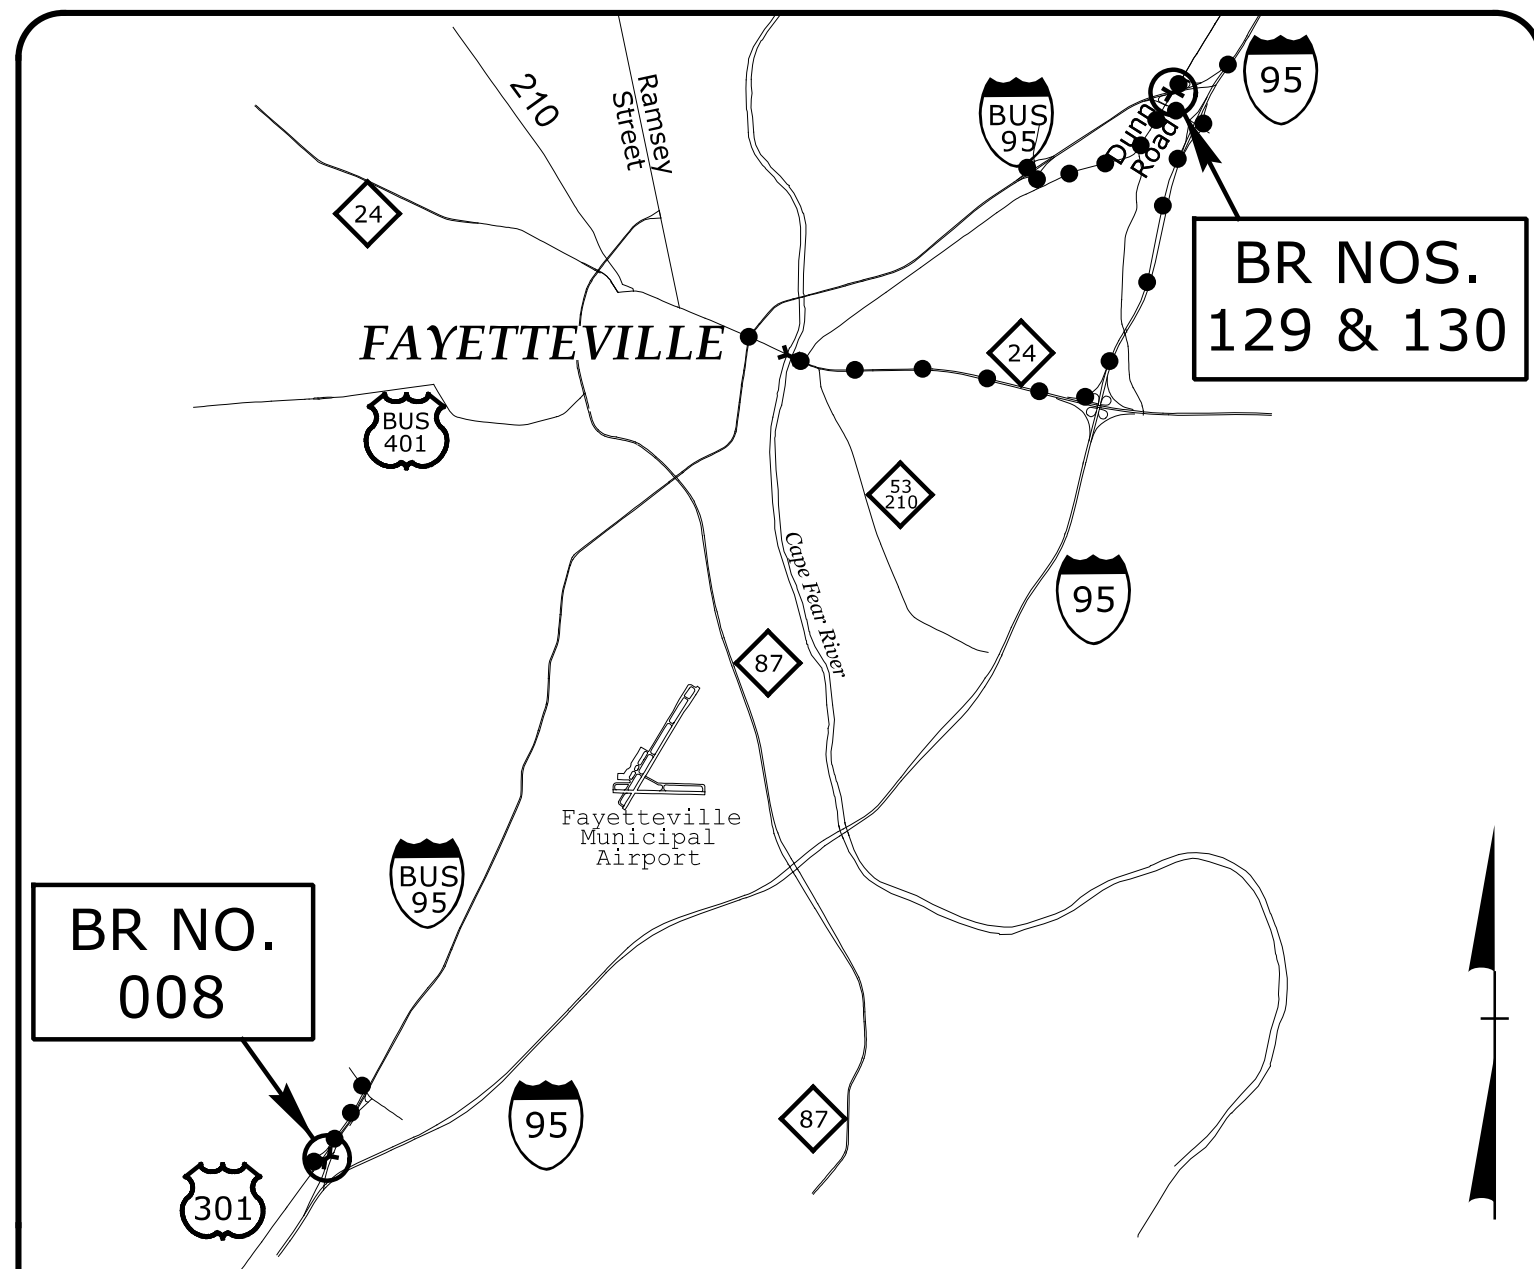 210
Ramsey
Street
BUS
95
95
Dunn
Road
24
BR NOS.
129 & 130
FAYETTEVILLE
24
BUS
401
53
210
Cape Fear River
95
87
Fayetteville
Municipal
Airport
BUS
95
BR NO.
008
95
87
301